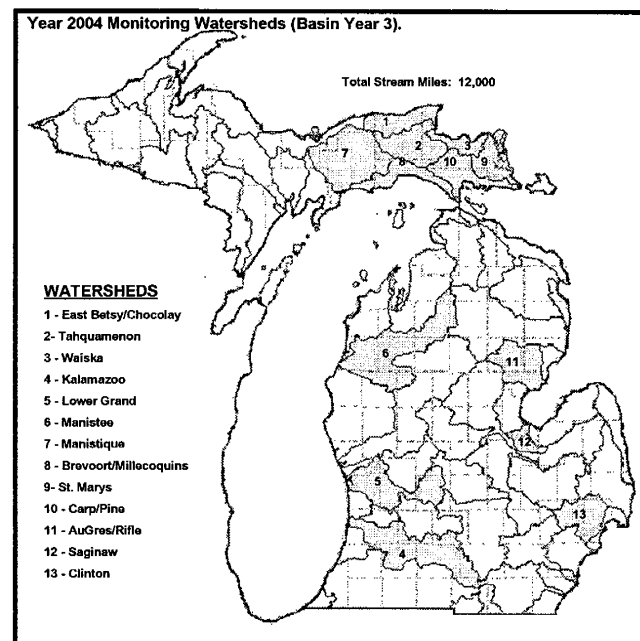 Year 2004 Monitoring Watersheds (Basin Year 3).
Total Stream Miles: 12,000
1
2
3
7
8
10
9
WATERSHEDS
1 - East Betsy/Chocolay
2- Tahquamenon
3 - Waiska
4 - Kalamazoo
5 - Lower Grand
6 - Manistee
7 - Manistique
8 - Brevoort/Millecoquins
9- St. Marys
10 - Carp/Pine
11 - AuGres/Rifle
12 - Saginaw
13 - Clinton
6
11
12
5
13
4